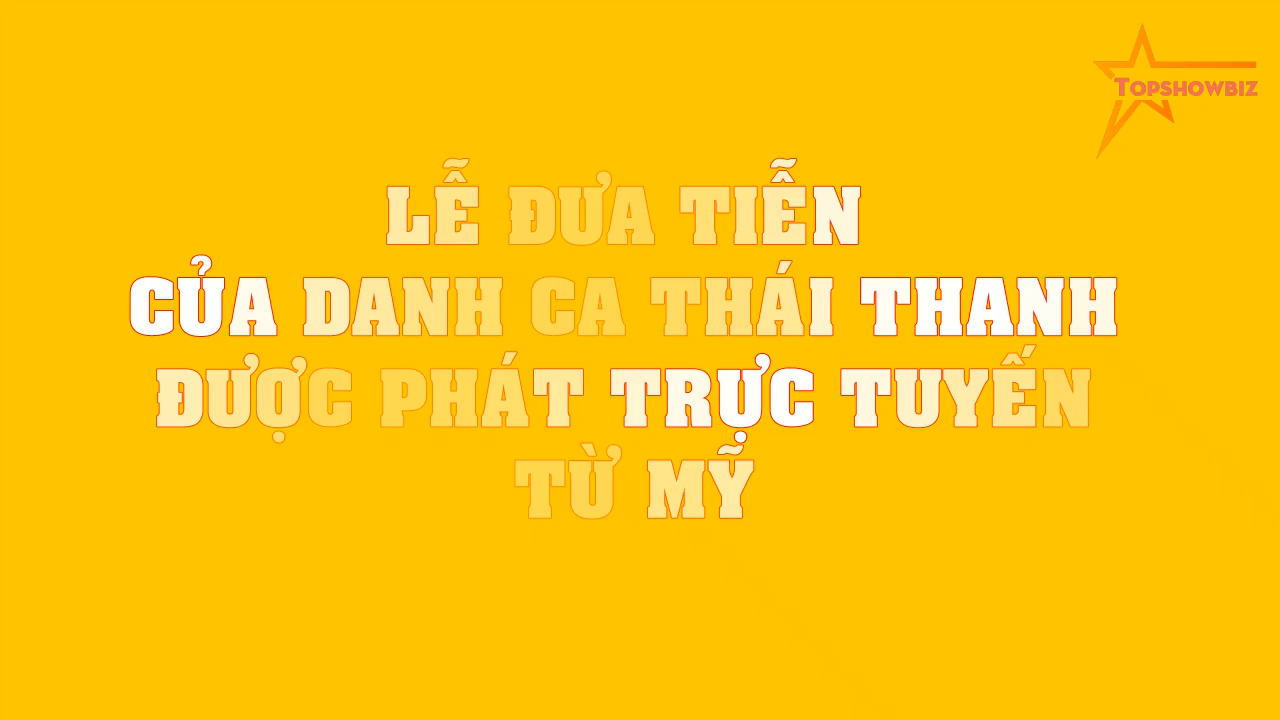 TOPSHOWBIZ
LỄ ĐƯA TIỄN
CỦA DANH CA THÁI THANH
ĐƯỢC PHÁT TRỰC TUYẾN
TỪ MỸ